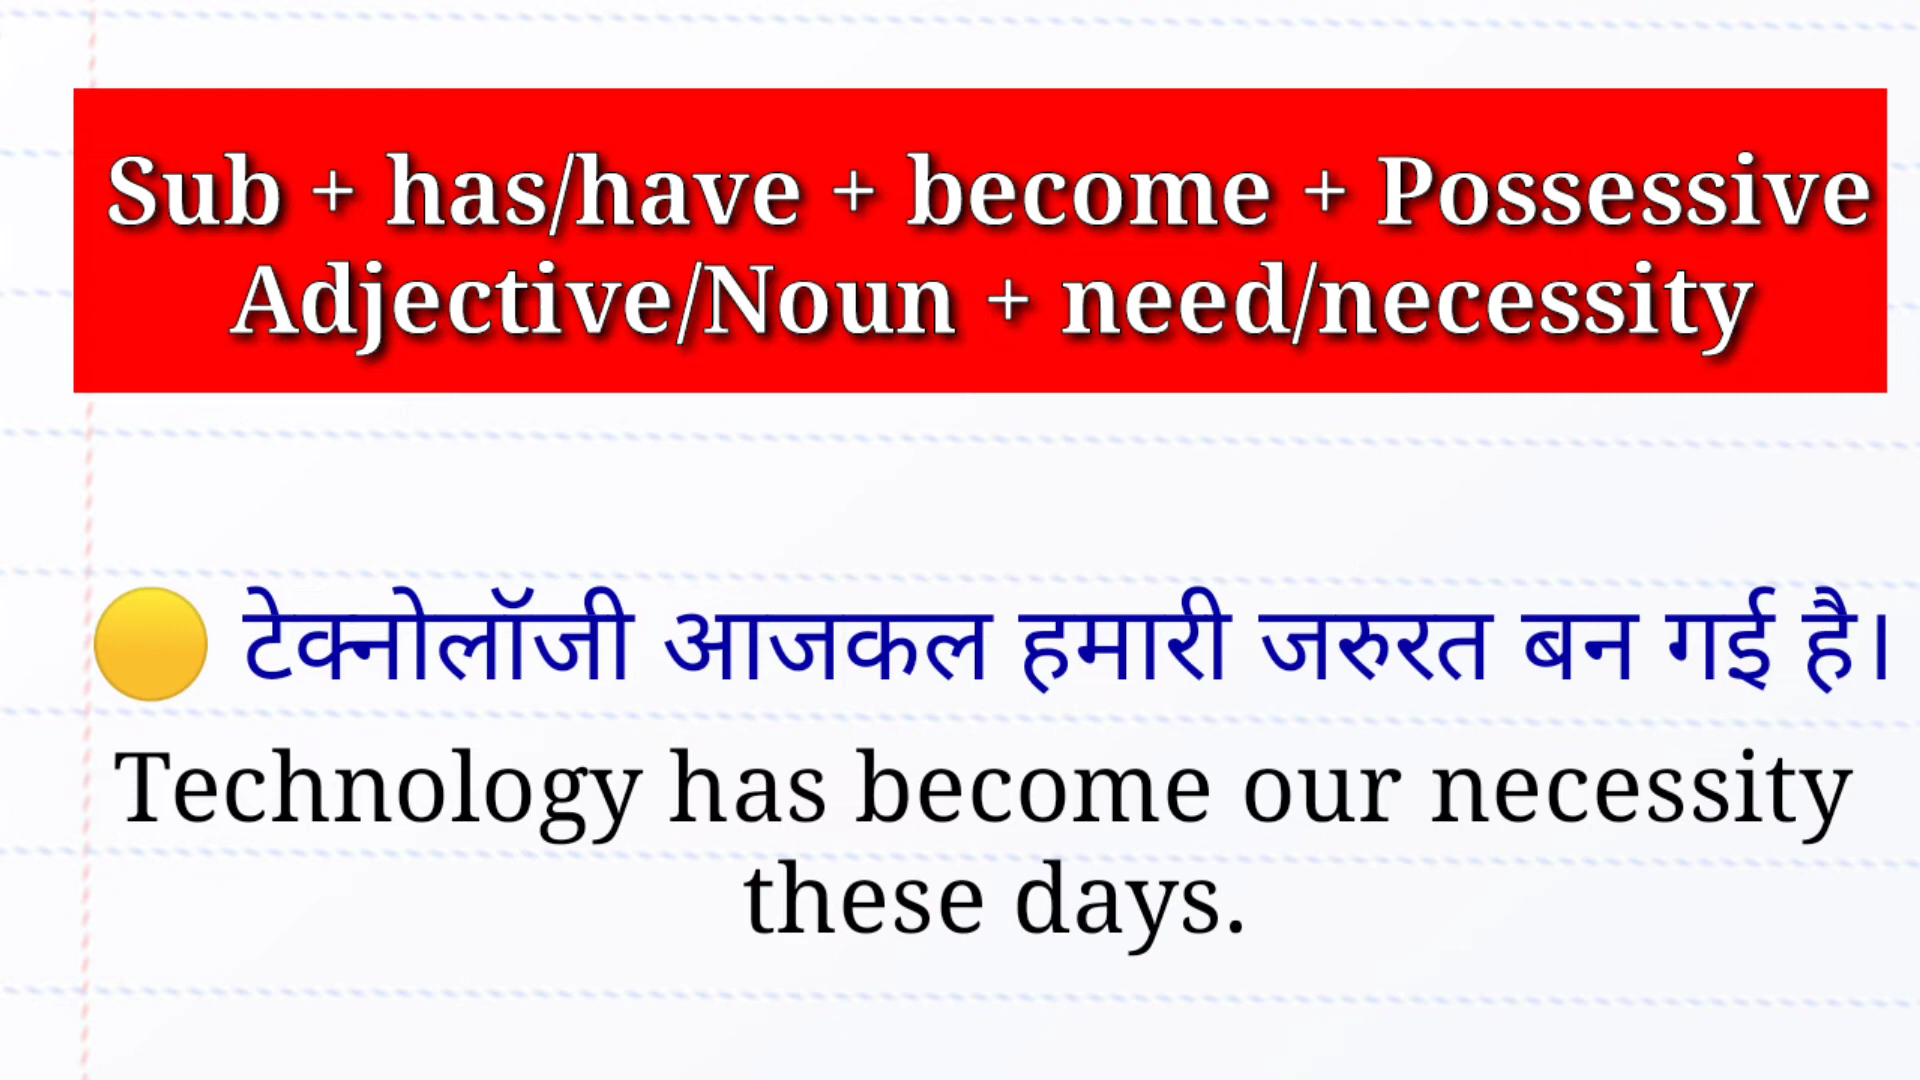 Sub + has/have + become + Possessive
Adjective/Noun + need/necessity
टेक्नोलॉजी आजकल हमारी जरुरत बन गई है।
Technology has become our necessity
these days.